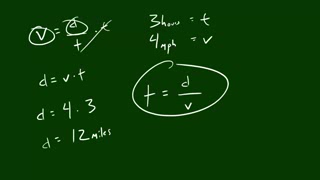 v = d/t · t
d = v · t
d = 4 · 3
d = 12 miles
3 hours = t
4 mph = v
t = d/v